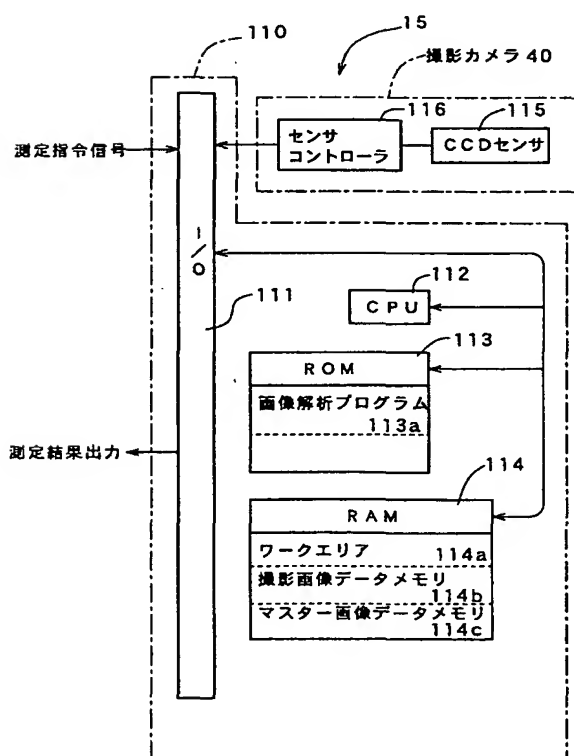 110
15
撮影カメラ40
116
115
センサ
コントローラ
CCDセンサ
測定指令信号
I/O
111
112
CPU
113
ROM
画像解析プログラム
113a
測定結果出力
114
RAM
ワークエリア 114a
撮影画像データメモリ
114b
マスター画像データメモリ
114c